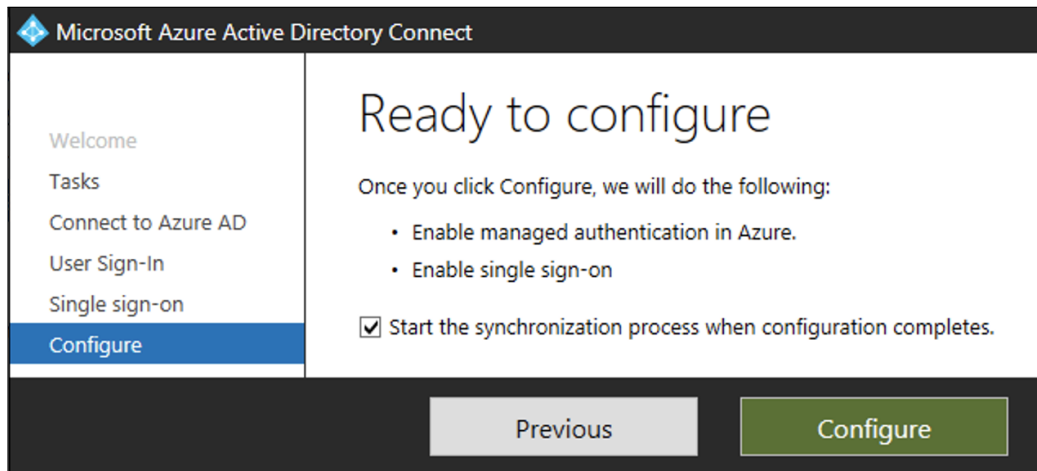 Microsoft Azure Active Directory Connect
Welcome
Tasks
Connect to Azure AD
User Sign-In
Single sign-on
Configure
Ready to configure
Once you click Configure, we will do the following:
• Enable managed authentication in Azure.
• Enable single sign-on
Start the synchronization process when configuration completes.
Previous
Configure